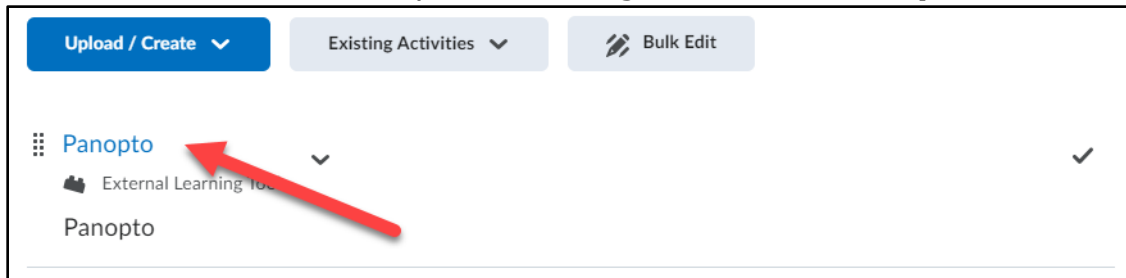 Upload / Create Existing Activities Bulk Edit
Panopto
External Learning
Panopto